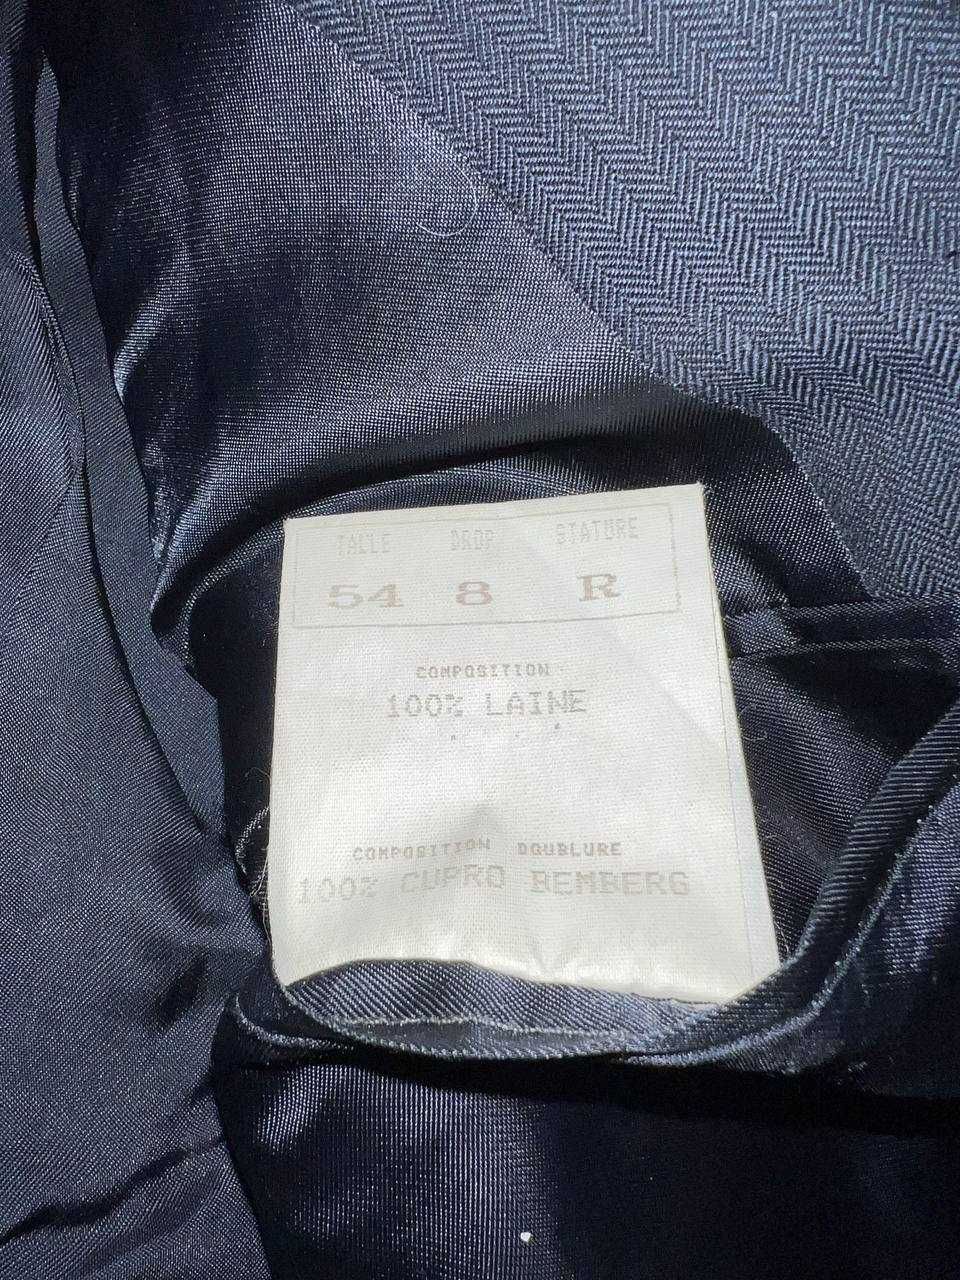 TAILLE DROP STATURE
54 8 R
COMPOSITION
100% LAINE
COMPOSITION DOUBLURE
100% CUPRO BEMBERG